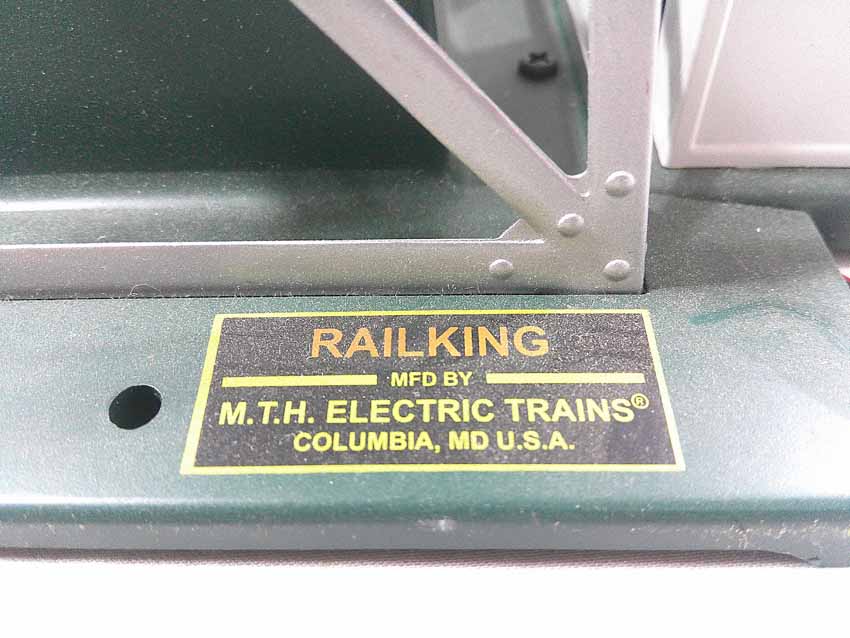 RAILKING
MFD BY
M.T.H. ELECTRIC TRAINS®
COLUMBIA, MD U.S.A.